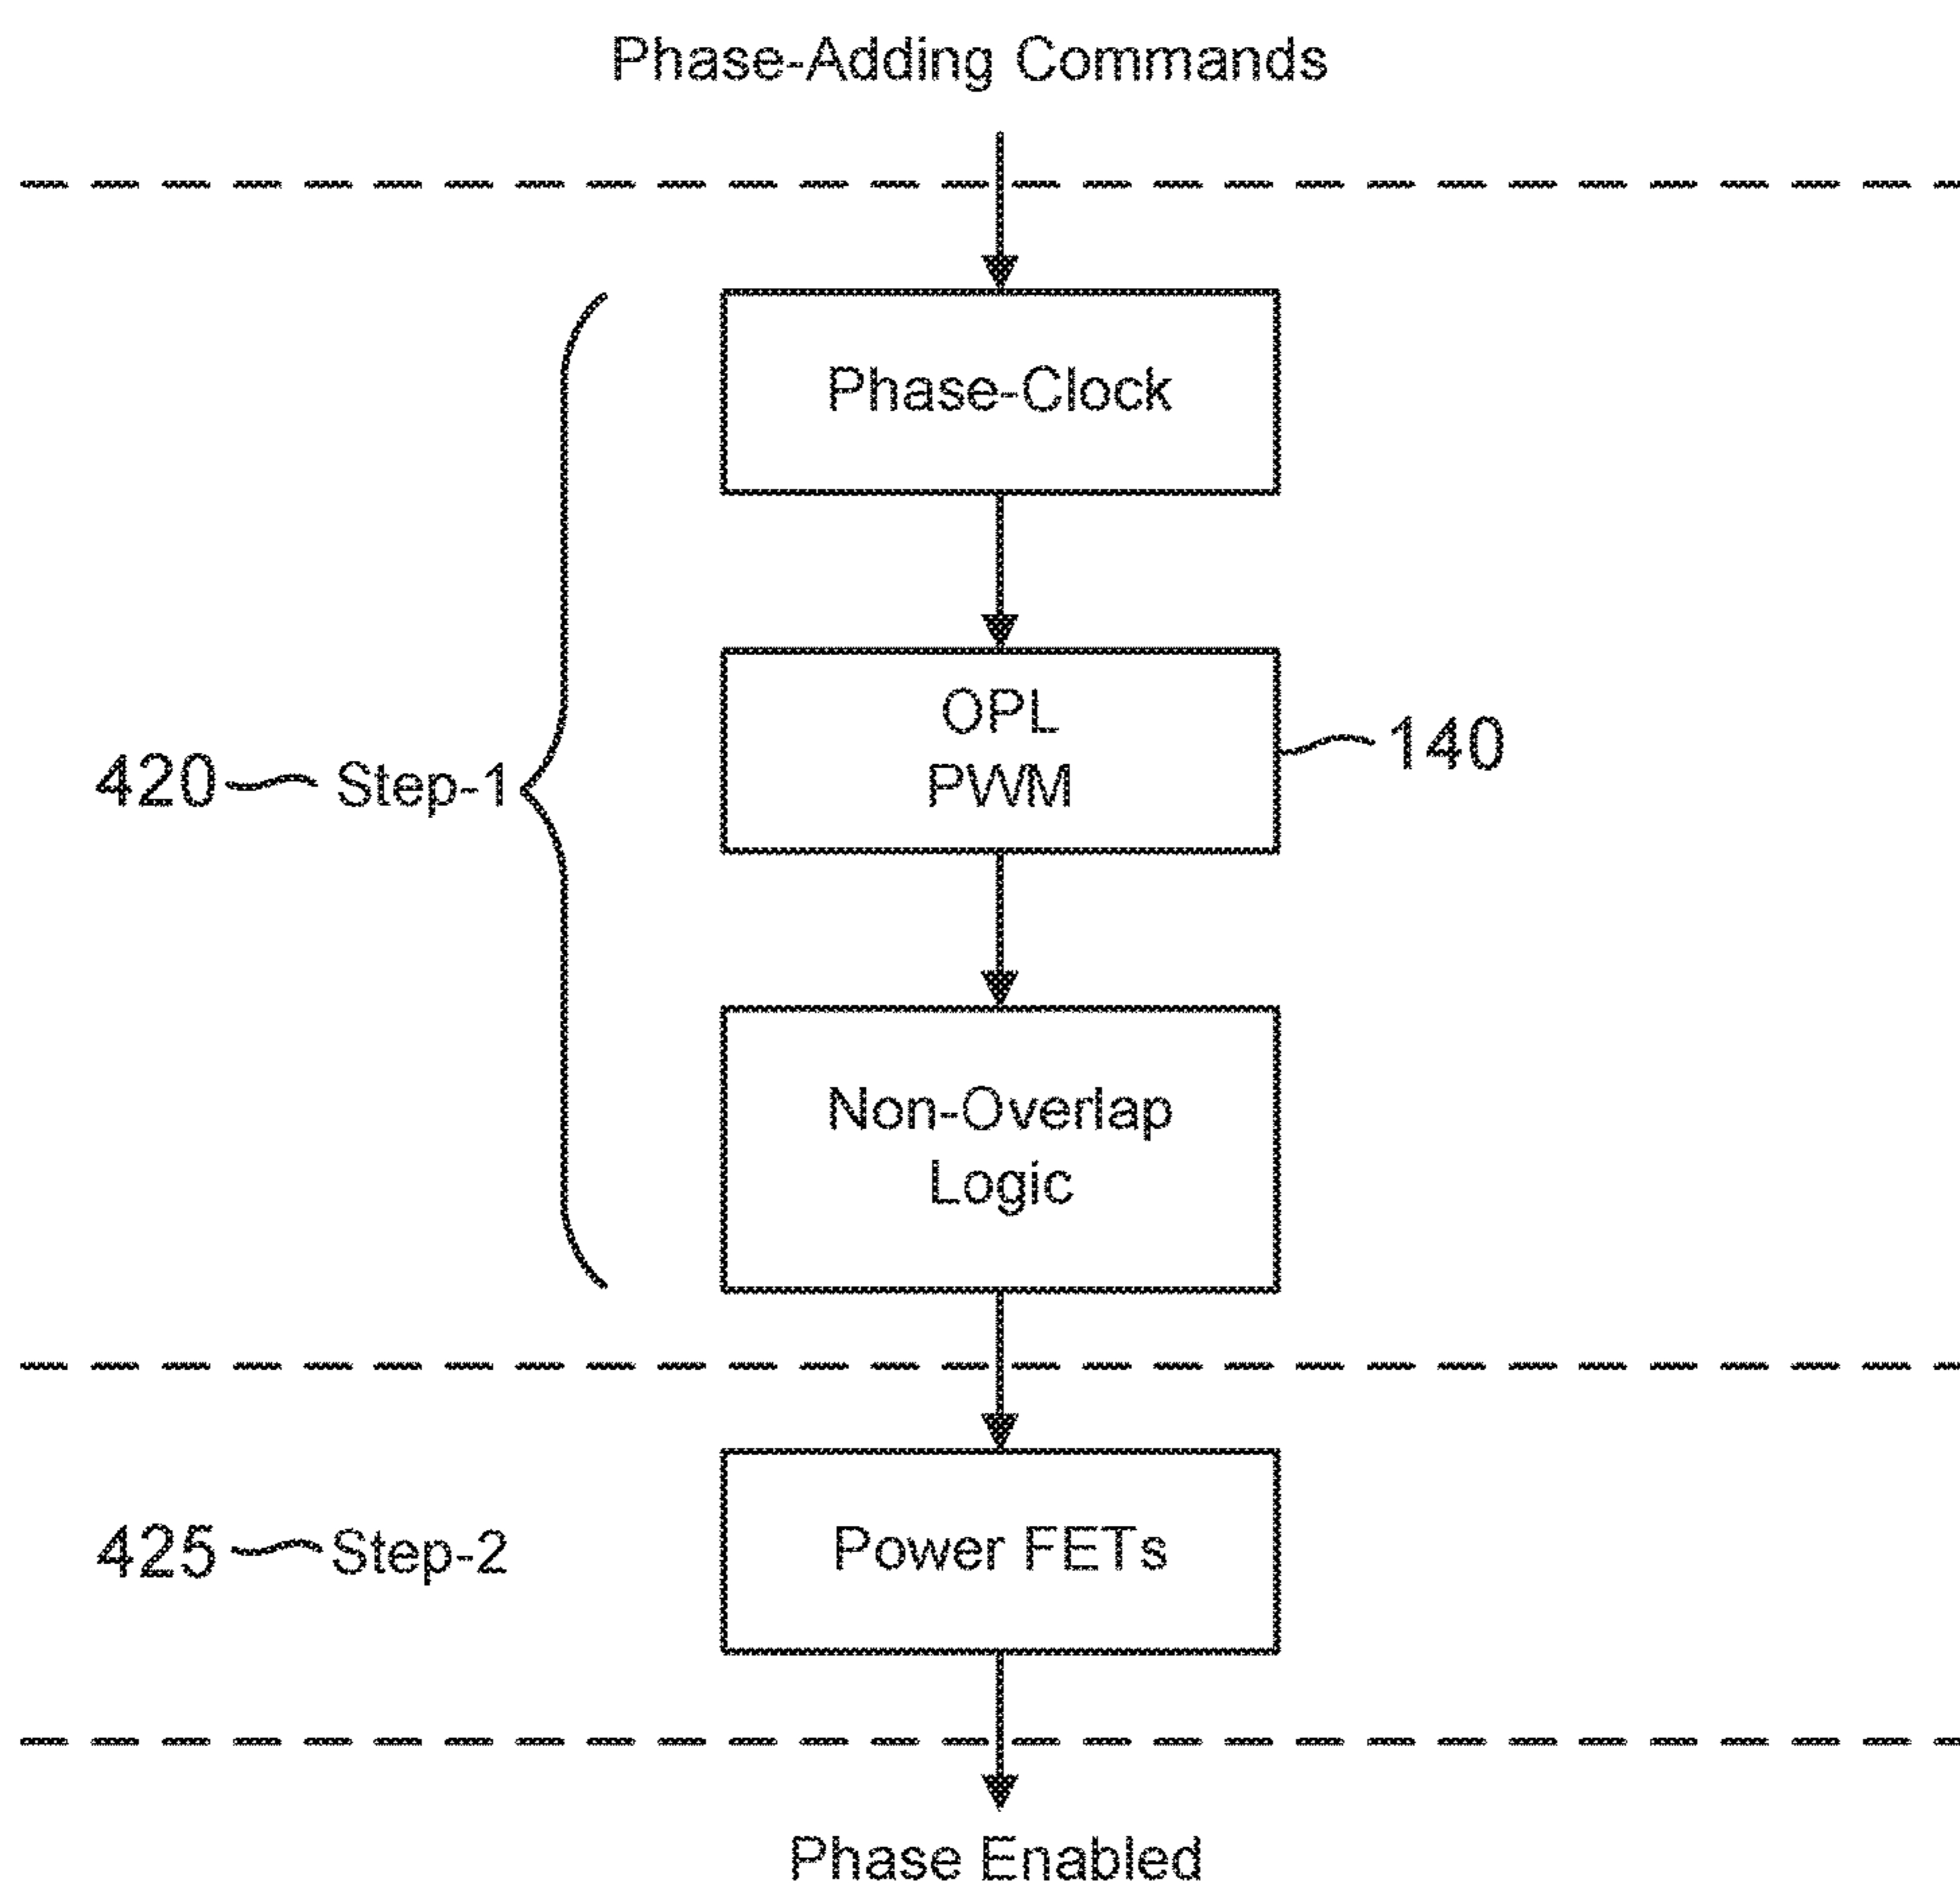 Phase-Adding Commands
Phase-Clock
OPL
PWM
140
420 Step-1
Non-Overlap
Logic
425 Step-2
Power FETs
Phase Enabled